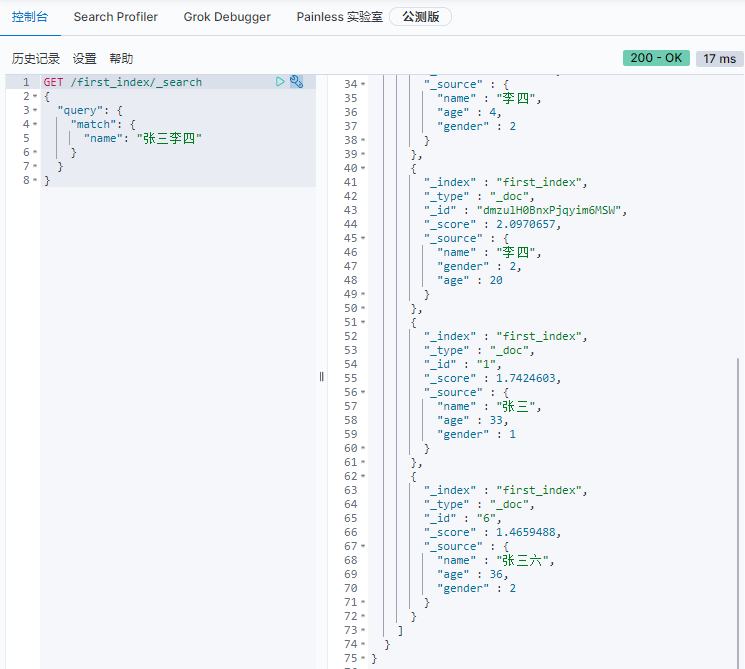 控制台 Search Profiler Grok Debugger Painless 实验室 公测版
历史记录 设置 帮助 200 - OK 17 ms
1 GET /first_index/_search
2 {
3 "query": {
4 "match": {
5 "name": "张三李四"
6 }
7 }
8 }
34 "_source" : {
35 "name" : "李四",
36 "age" : 4,
37 "gender" : 2
38 }
39 },
40 {
41 "_index" : "first_index",
42 "_type" : "_doc",
43 "_id" : "dmzulH0BnxPjqyim6MSW",
44 "_score" : 2.0970657,
45 "_source" : {
46 "name" : "李四",
47 "gender" : 2,
48 "age" : 20
49 }
50 },
51 {
52 "_index" : "first_index",
53 "_type" : "_doc",
54 "_id" : "1",
55 "_score" : 1.7424603,
56 "_source" : {
57 "name" : "张三",
58 "age" : 33,
59 "gender" : 1
60 }
61 },
62 {
63 "_index" : "first_index",
64 "_type" : "_doc",
65 "_id" : "6",
66 "_score" : 1.4659488,
67 "_source" : {
68 "name" : "张三六",
69 "age" : 36,
70 "gender" : 2
71 }
72 }
73 ]
74 }
75 }